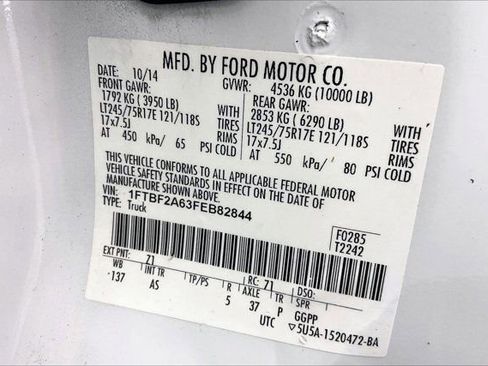 MFD. BY FORD MOTOR CO.
10/14 GVWR: 4536 KG (10000 LB)
FRONT GAWR: REAR GAWR:
1792 KG ( 3950 LB) WITH 2853 KG ( 6290 LB) WITH
LT245/75R17E 121/118S TIRES LT245/75R17E 121/118S TIRES
17x7.5J RIMS 17x7.5J RIMS
AT 450 kPa/ 65 PSI COLD AT 550 kPa/ 80 PSI COLD
THIS VEHICLE CONFORMS TO ALL APPLICABLE FEDERAL MOTOR
VEHICLE SAFETY STANDARDS IN EFFECT ON THE DATE OF
MANUFACTURE SHOWN ABOVE.
VIN: 1FTBF2A63FEB82844
TYPE: Truck
F0285
T2242
EXT PNT: Z1 RC: 71 DSO:
WB INT TR TP/PS R AXLE TR SPR
137 AS 5 37 P GGPP
UTC ▽5U5A-1520472-BA